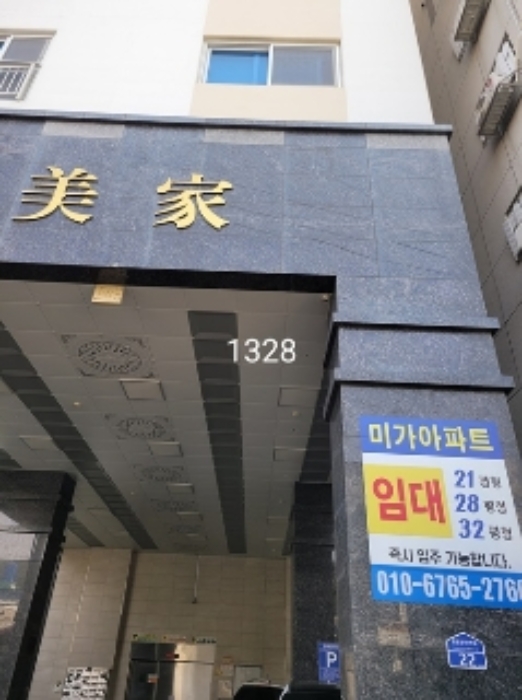 美家
1328
미가아파트
임대
21평형
28평형
32평형
즉시 입주 가능합니다.
010-6765-276
P
22